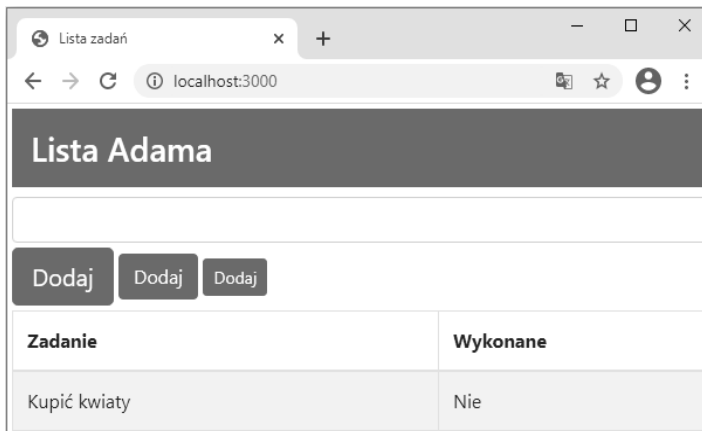 Lista zadań
localhost:3000
Lista Adama
Dodaj Dodaj Dodaj
Zadanie Wykonane
Kupić kwiaty Nie